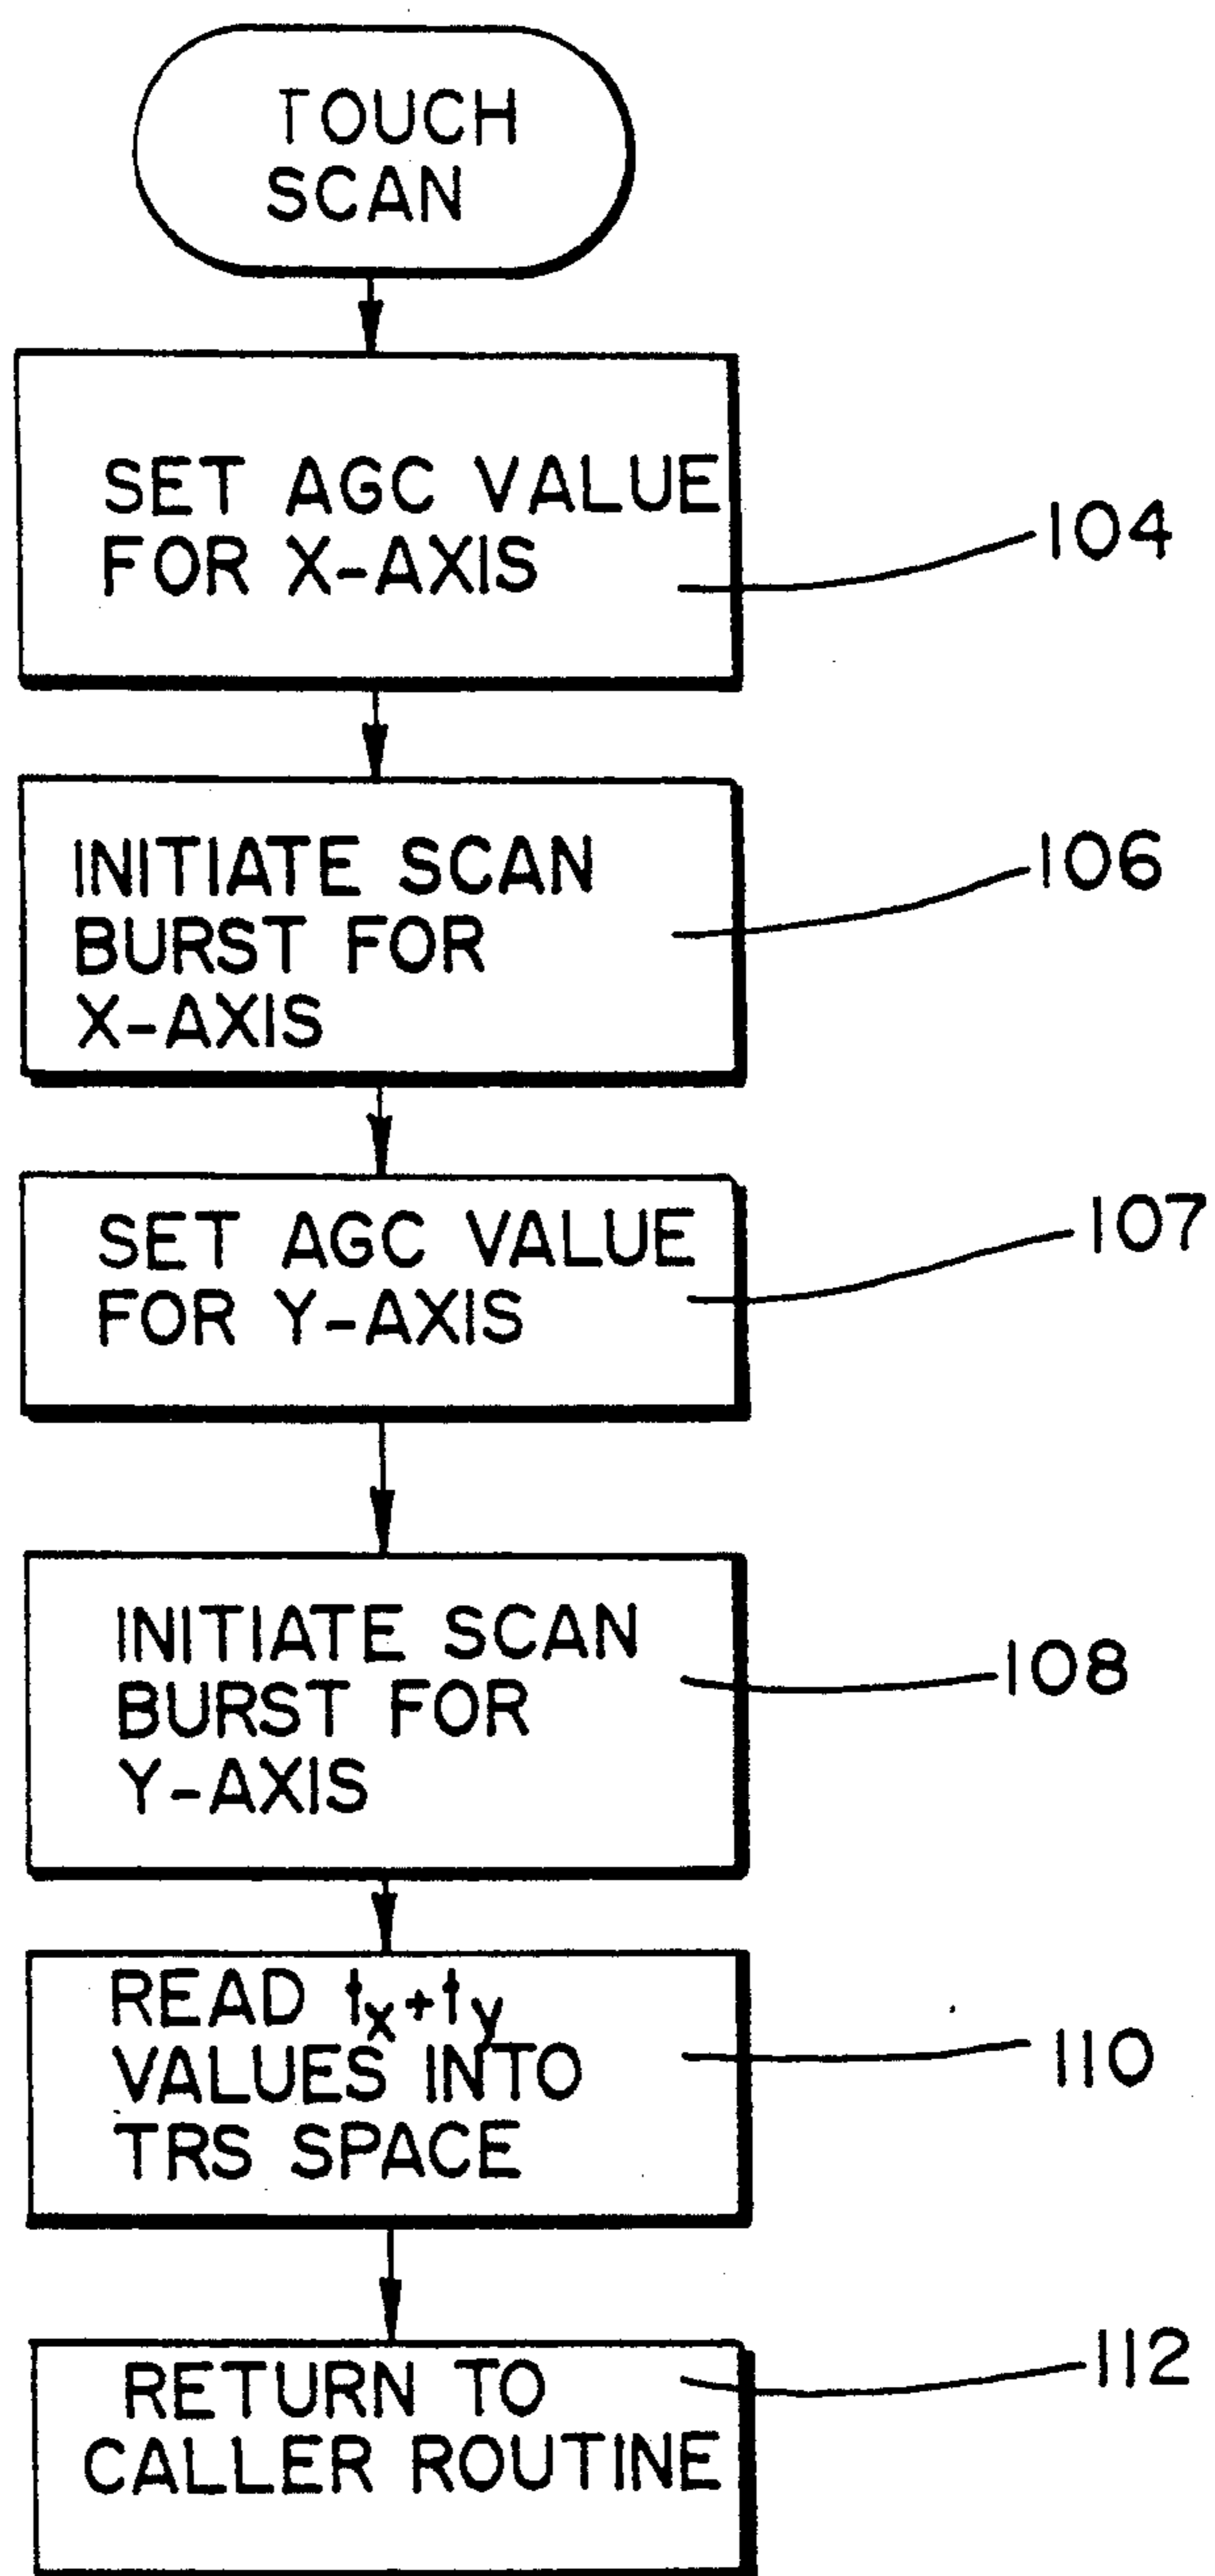 TOUCH
SCAN
SET AGC VALUE
FOR X-AXIS
104
INITIATE SCAN
BURST FOR
X-AXIS
106
SET AGC VALUE
FOR Y-AXIS
107
INITIATE SCAN
BURST FOR
Y-AXIS
108
READ tx+ty
VALUES INTO
TRS SPACE
110
RETURN TO
CALLER ROUTINE
112